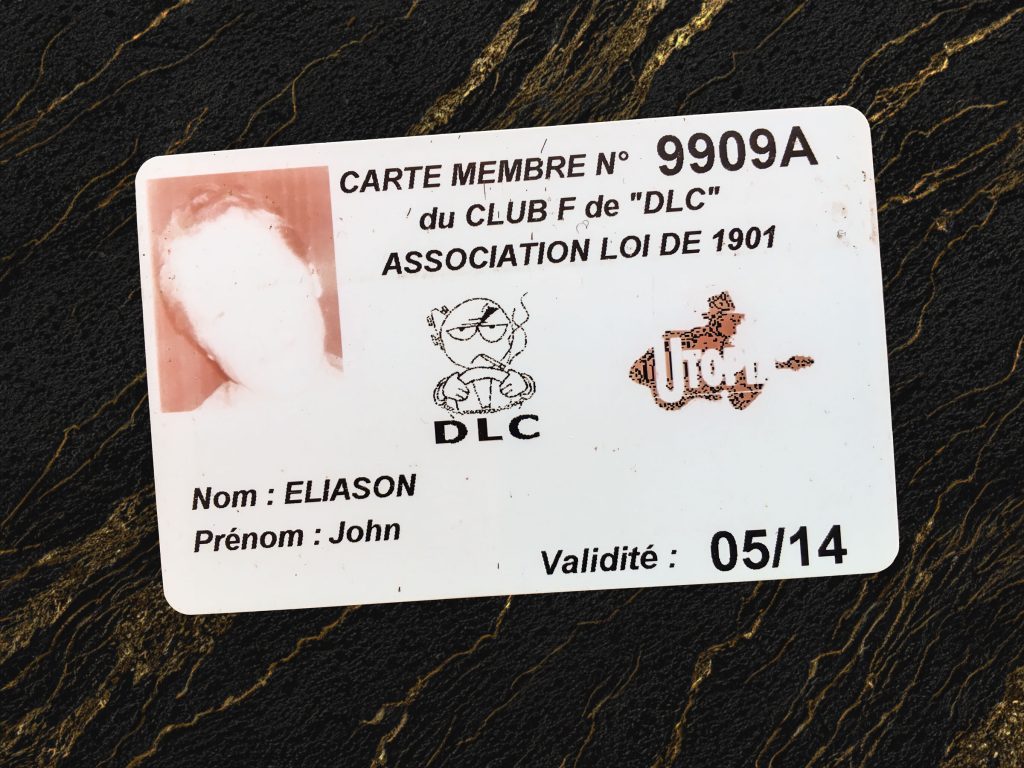 CARTE MEMBRE N° 9909A
du CLUB F de "DLC"
ASSOCIATION LOI DE 1901
UTOPI
DLC
Nom : ELIASON
Prénom : John
Validité : 05/14